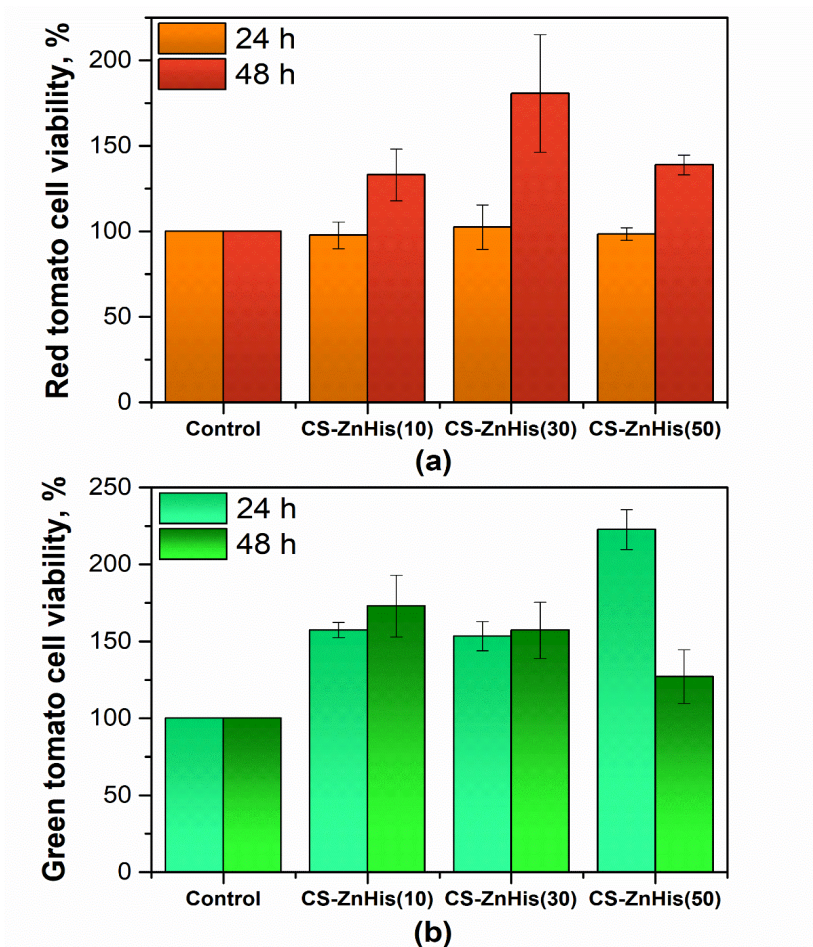 Red tomato cell viability, %
200
150
100
50
0
24 h
48 h
Control CS-ZnHis(10) CS-ZnHis(30) CS-ZnHis(50)
(a)
Green tomato cell viability, %
250
200
150
100
50
0
24 h
48 h
Control CS-ZnHis(10) CS-ZnHis(30) CS-ZnHis(50)
(b)